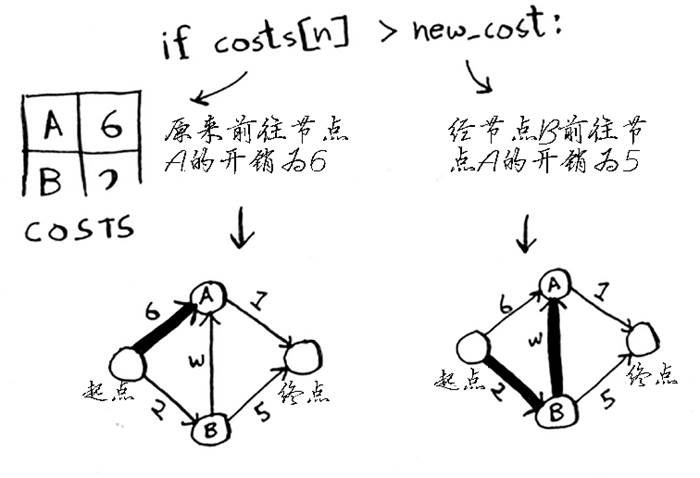 if costs[n] > new_cost:
A 6
B 2
COSTS
原来前往节点
A的开销为6
经节点B前往节
点A的开销为5
6
A
1
W
起点
终点
2
B
5
6
A
1
W
起点
终点
2
B
5